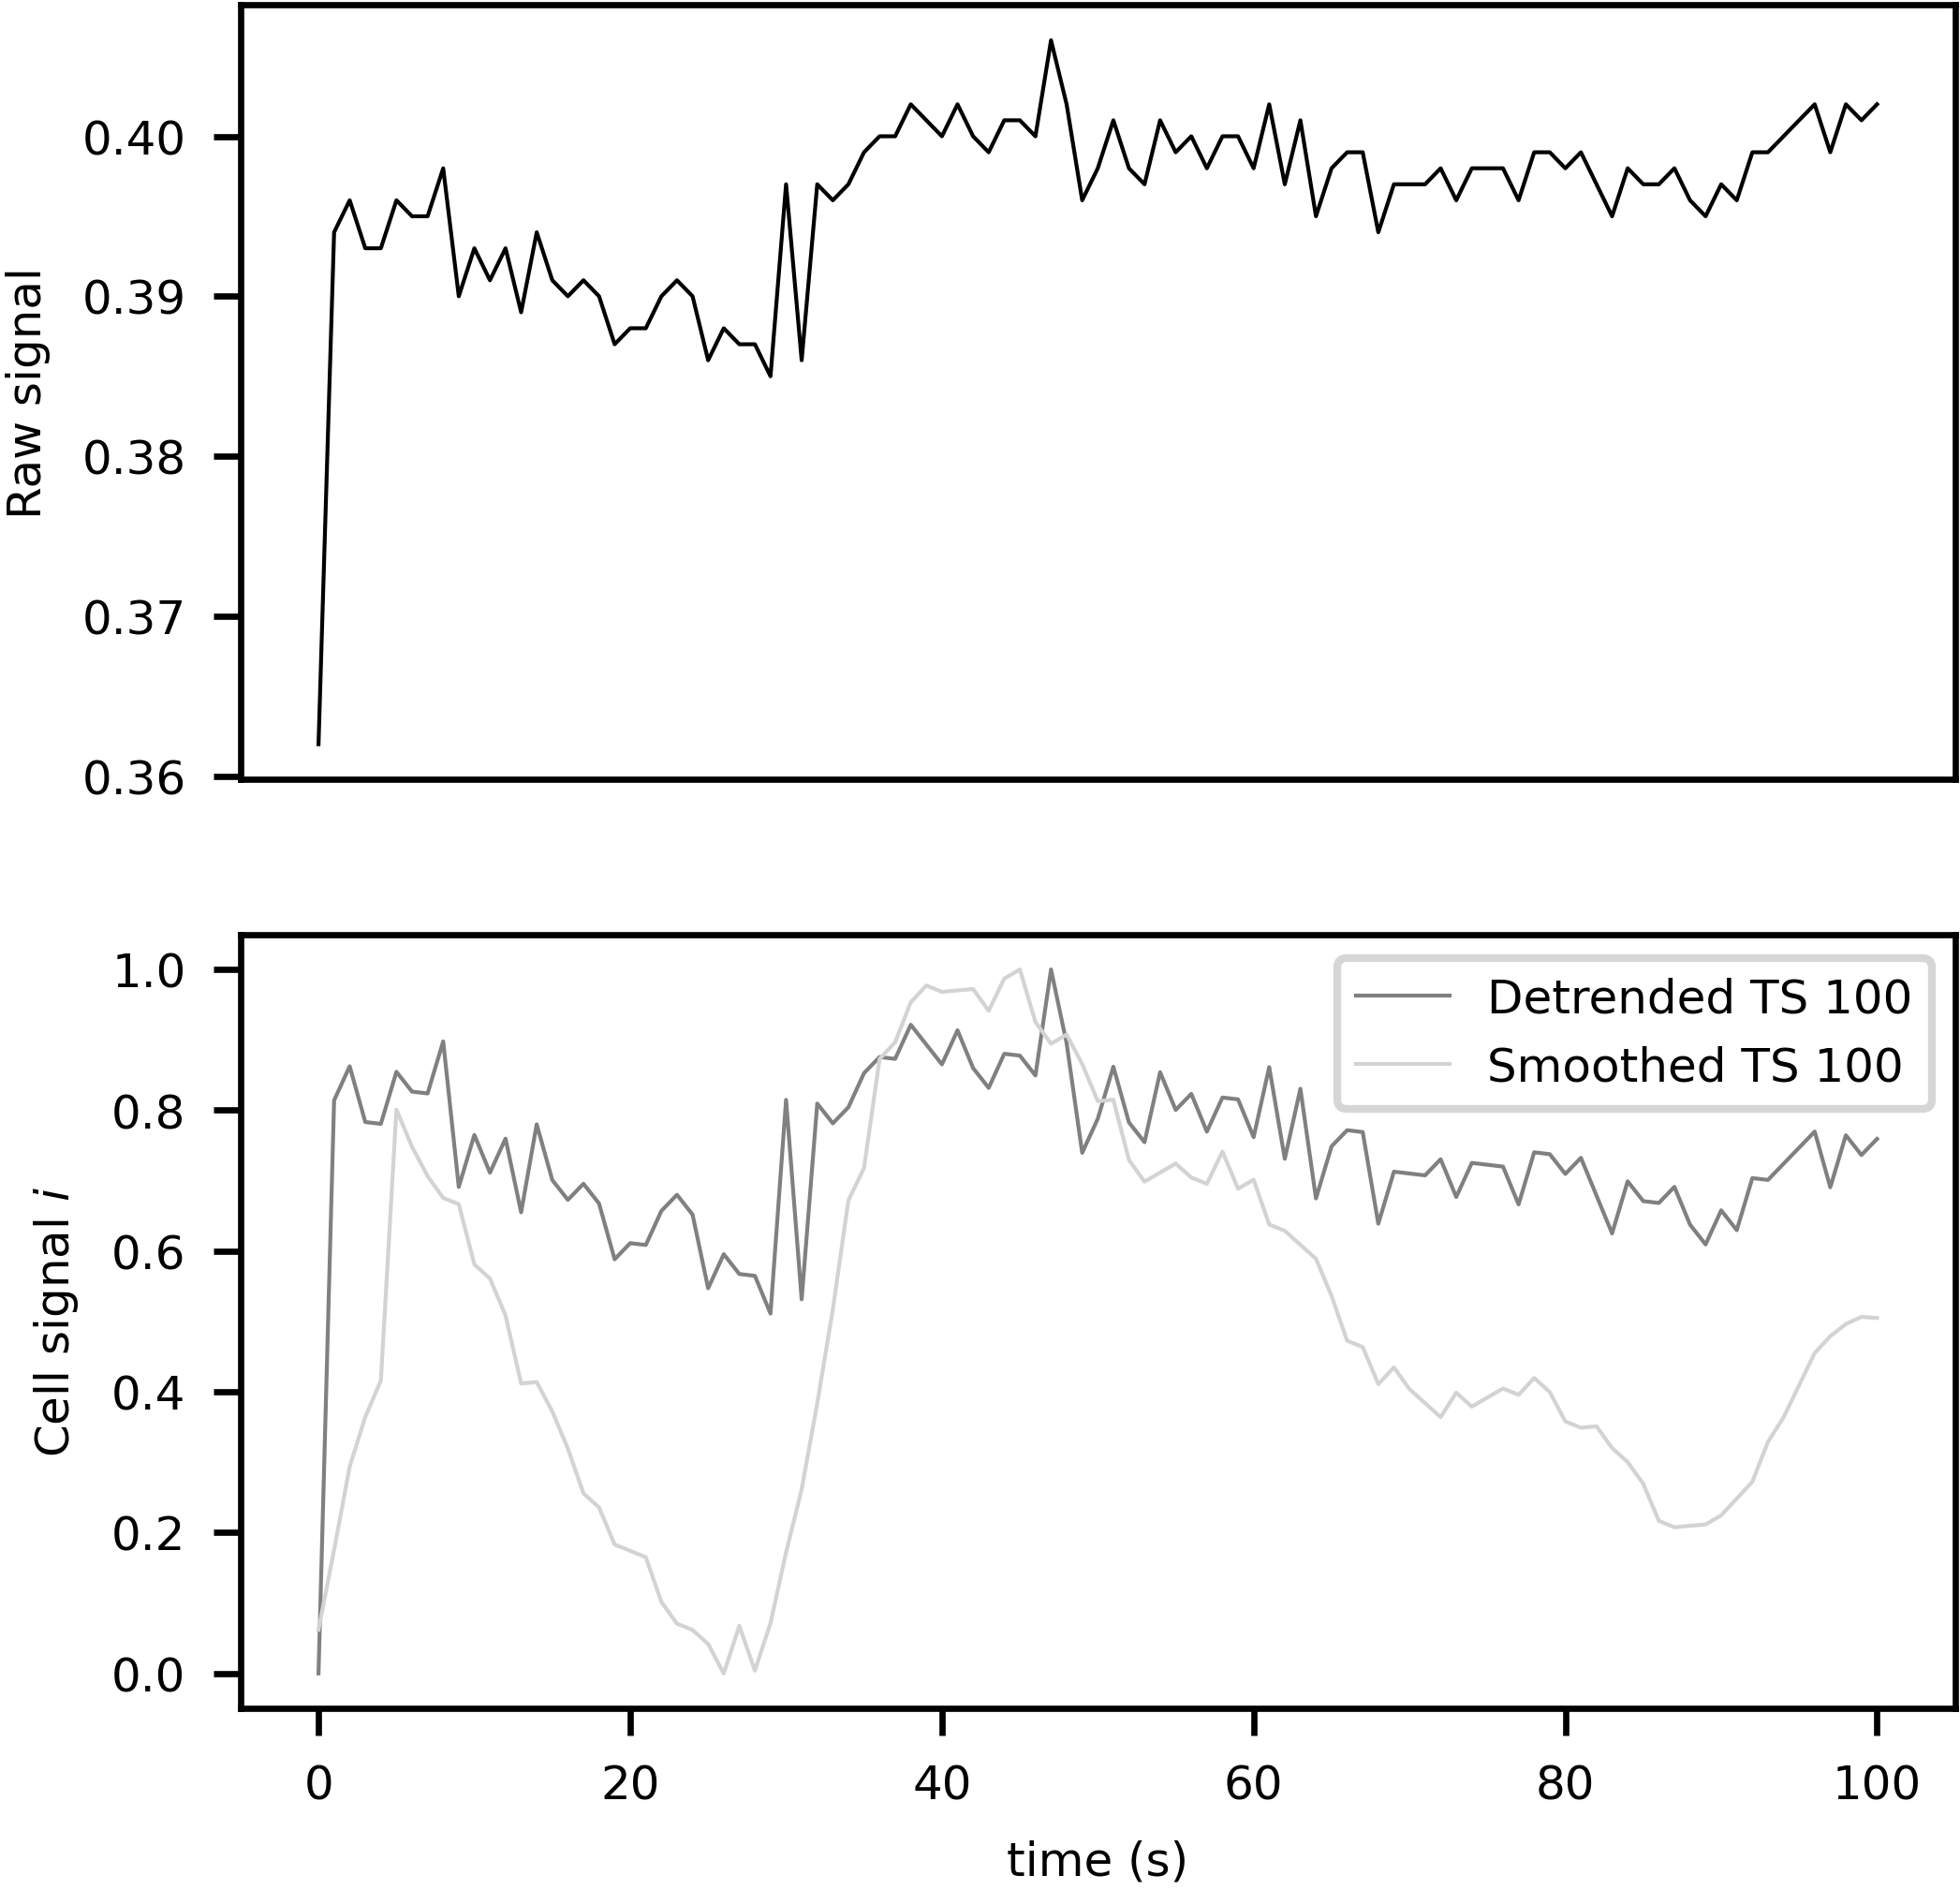 Raw signal
0.40
0.39
0.38
0.37
0.36
Cell signal i
1.0
0.8
0.6
0.4
0.2
0.0
Detrended TS 100
Smoothed TS 100
0 20 40 60 80 100
time (s)